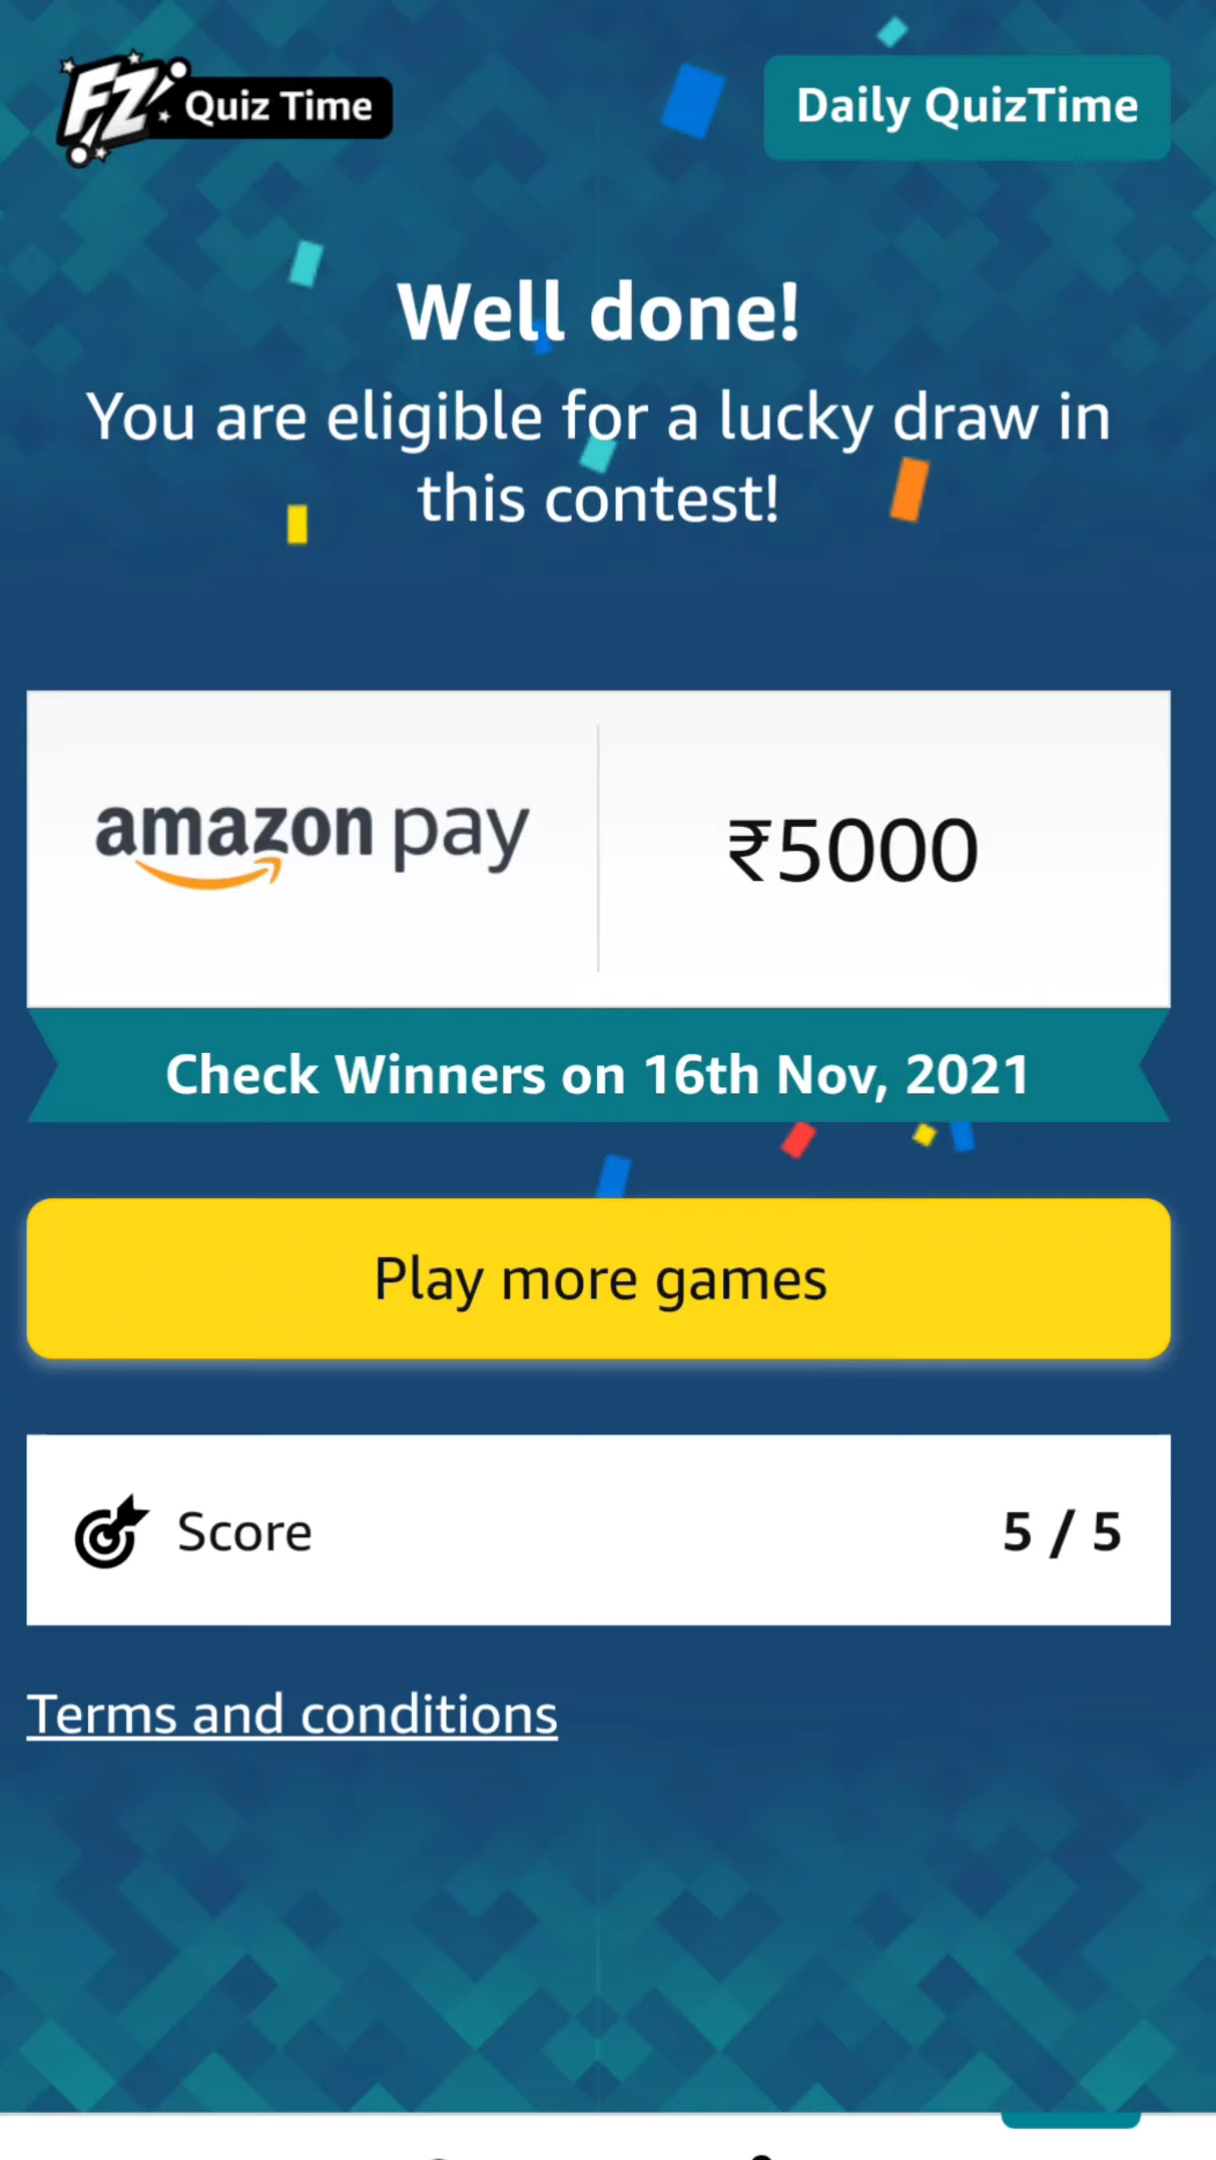 FZ Quiz Time
Daily QuizTime
Well done!
You are eligible for a lucky draw in
this contest!
amazon pay
₹5000
Check Winners on 16th Nov, 2021
Play more games
Score
5 / 5
Terms and conditions